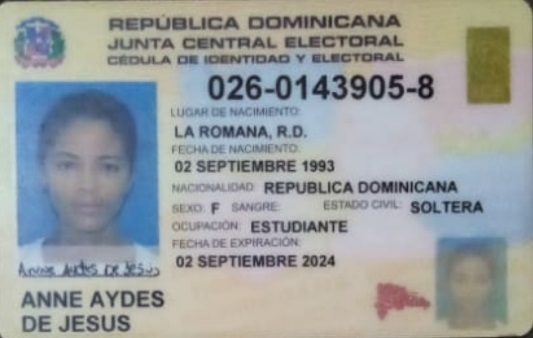 REPÚBLICA DOMINICANA
JUNTA CENTRAL ELECTORAL
CÉDULA DE IDENTIDAD Y ELECTORAL
026-0143905-8
LUGAR DE NACIMIENTO:
LA ROMANA, R.D.
FECHA DE NACIMIENTO:
02 SEPTIEMBRE 1993
NACIONALIDAD: REPUBLICA DOMINICANA
SEXO: F SANGRE: ESTADO CIVIL: SOLTERA
OCUPACIÓN: ESTUDIANTE
FECHA DE EXPIRACIÓN:
02 SEPTIEMBRE 2024
Anne Aydes De Jesus
ANNE AYDES
DE JESUS